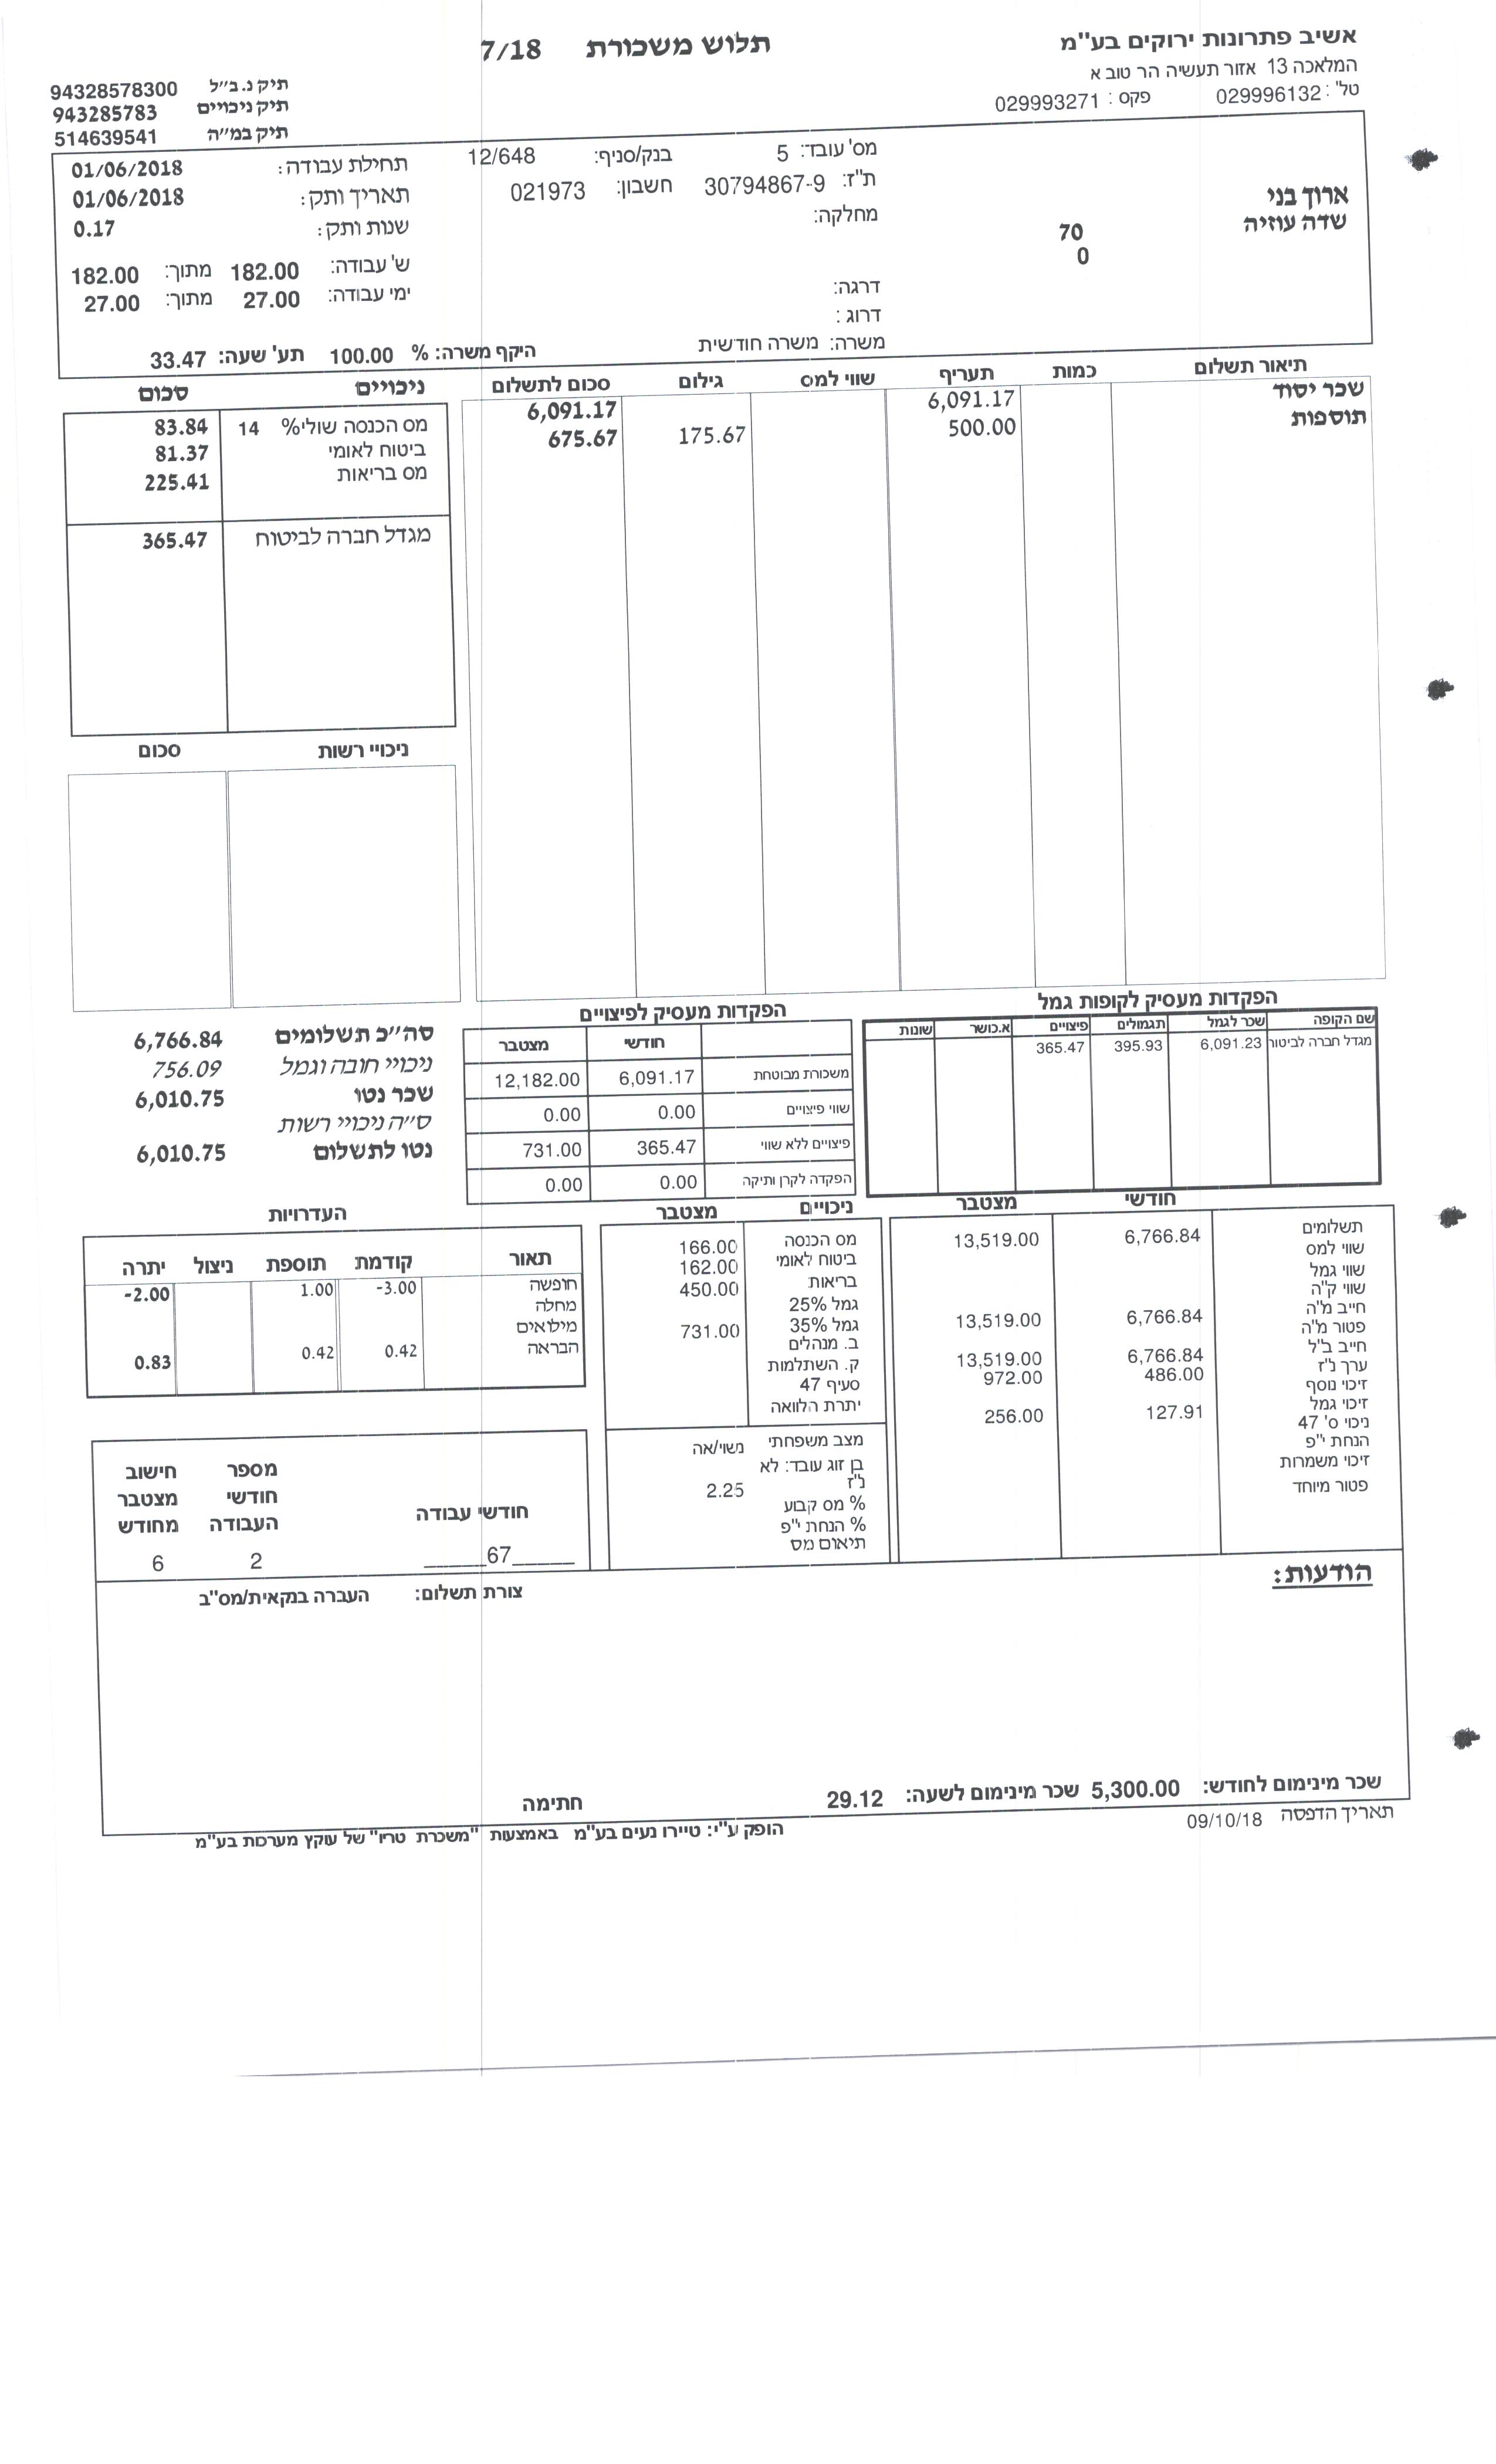 אשיב פתרונות ירוקים בע"מ
תלוש משכורת 7/18
המלאכה 13 אזור תעשיה הר טוב א
טל': 029996132 פקס: 029993271
תיק נ.ב"ל 94328578300
תיק ניכויים 943285783
תיק במ"ה 514639541
ארוך בני
שדה עוזיה
70
0
מס' עובד: 5 בנק/סניף: 12/648 תחילת עבודה: 01/06/2018
ת"ז: 30794867-9 חשבון: 021973 תאריך ותק: 01/06/2018
מחלקה: שנות ותק: 0.17
ש' עבודה: 182.00 מתוך: 182.00
דרגה: ימי עבודה: 27.00 מתוך: 27.00
דרוג:
משרה: משרה חודשית היקף משרה: % 100.00 תע' שעה: 33.47
תיאור תשלום כמות תעריף שווי למס גילום סכום לתשלום
שכר יסוד 6,091.17 6,091.17
תוספות 500.00 175.67 675.67
ניכויים סכום
מס הכנסה שולי% 14 83.84
ביטוח לאומי 81.37
מס בריאות 225.41
מגדל חברה לביטוח 365.47
ניכויי רשות סכום
הפקדות מעסיק לקופות גמל
שם הקופה שכר לגמל תגמולים פיצויים א.כושר שונות
מגדל חברה לביטור 6,091.23 395.93 365.47
הפקדות מעסיק לפיצויים
חודשי מצטבר
משכורת מבוטחת 6,091.17 12,182.00
שווי פיצויים 0.00 0.00
פיצויים ללא שווי 365.47 731.00
הפקדה לקרן ותיקה 0.00 0.00
סה"כ תשלומים 6,766.84
ניכויי חובה וגמל 756.09
שכר נטו 6,010.75
ס"ה ניכויי רשות
נטו לתשלום 6,010.75
חודשי מצטבר
תשלומים 6,766.84 13,519.00
שווי למס
שווי גמל
שווי ק"ה
חייב מ"ה 6,766.84 13,519.00
פטור מ"ה
חייב ב"ל 6,766.84 13,519.00
ערך נ"ז 486.00 972.00
זיכוי נוסף
זיכוי גמל 127.91 256.00
ניכוי ס' 47
הנחת י"פ
זיכוי משמרות
פטור מיוחד
ניכויים מצטבר
מס הכנסה 166.00
ביטוח לאומי 162.00
בריאות 450.00
גמל 25%
גמל 35% 731.00
ב. מנהלים
ק. השתלמות
סעיף 47
יתרת הלוואה
מצב משפחתי נשוי/אה
בן זוג עובד: לא
נ"ז 2.25
% מס קבוע
% הנחת י"פ
תיאום מס
העדרויות
תאור קודמת תוספת ניצול יתרה
חופשה -3.00 1.00 -2.00
מחלה
מילואים
הבראה 0.42 0.42 0.83
חודשי עבודה
_____67_____
מספר חודשי העבודה
2
חישוב מצטבר מחודש
6
הודעות:
צורת תשלום: העברה בנקאית/מס"ב
שכר מינימום לחודש: 5,300.00 שכר מינימום לשעה: 29.12
חתימה
תאריך הדפסה 09/10/18
הופק ע"י: טיירו נעים בע"מ באמצעות "משכרת טריו" של עוקץ מערכות בע"מ